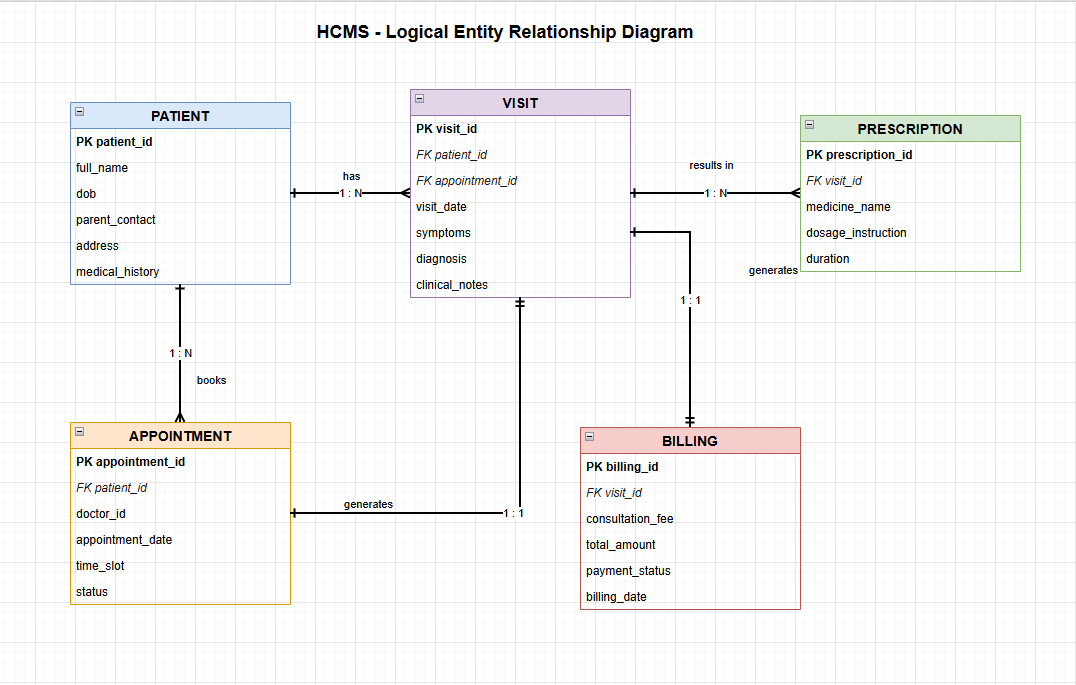 HCMS - Logical Entity Relationship Diagram
PATIENT
PK patient_id
full_name
dob
parent_contact
address
medical_history
has
1 : N
VISIT
PK visit_id
FK patient_id
FK appointment_id
visit_date
symptoms
diagnosis
clinical_notes
results in
1 : N
PRESCRIPTION
PK prescription_id
FK visit_id
medicine_name
dosage_instruction
duration
generates
1 : 1
1 : N
books
APPOINTMENT
PK appointment_id
FK patient_id
doctor_id
appointment_date
time_slot
status
generates
1 : 1
BILLING
PK billing_id
FK visit_id
consultation_fee
total_amount
payment_status
billing_date